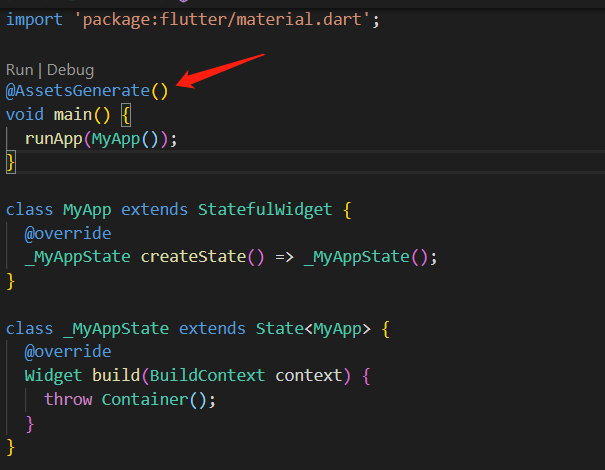 import 'package:flutter/material.dart';
Run | Debug
@AssetsGenerate()
void main() {
  runApp(MyApp());
}
class MyApp extends StatefulWidget {
  @override
  _MyAppState createState() => _MyAppState();
}
class _MyAppState extends State<MyApp> {
  @override
  Widget build(BuildContext context) {
    throw Container();
  }
}